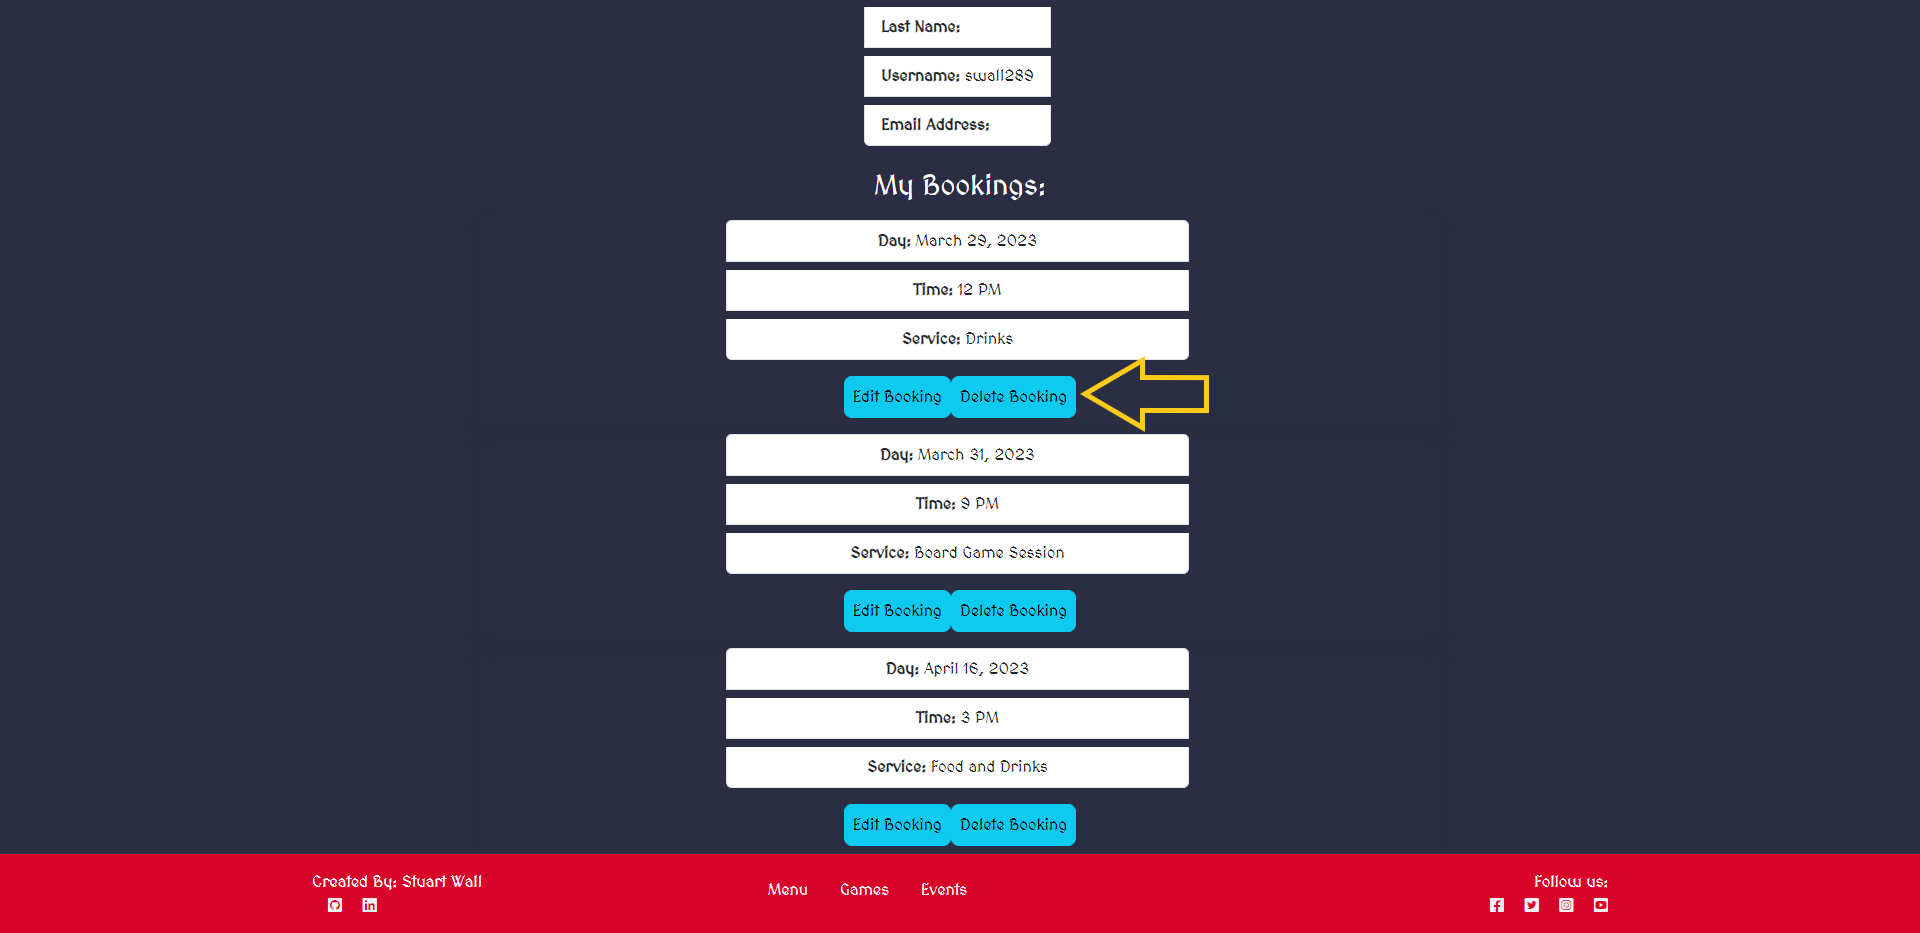 Last Name:
Username: swall289
Email Address:
My Bookings:
Day: March 29, 2023
Time: 12 PM
Service: Drinks
Edit Booking Delete Booking
Day: March 31, 2023
Time: 9 PM
Service: Board Game Session
Edit Booking Delete Booking
Day: April 16, 2023
Time: 3 PM
Service: Food and Drinks
Edit Booking Delete Booking
Created By: Stuart Wall
Menu Games Events
Follow us: